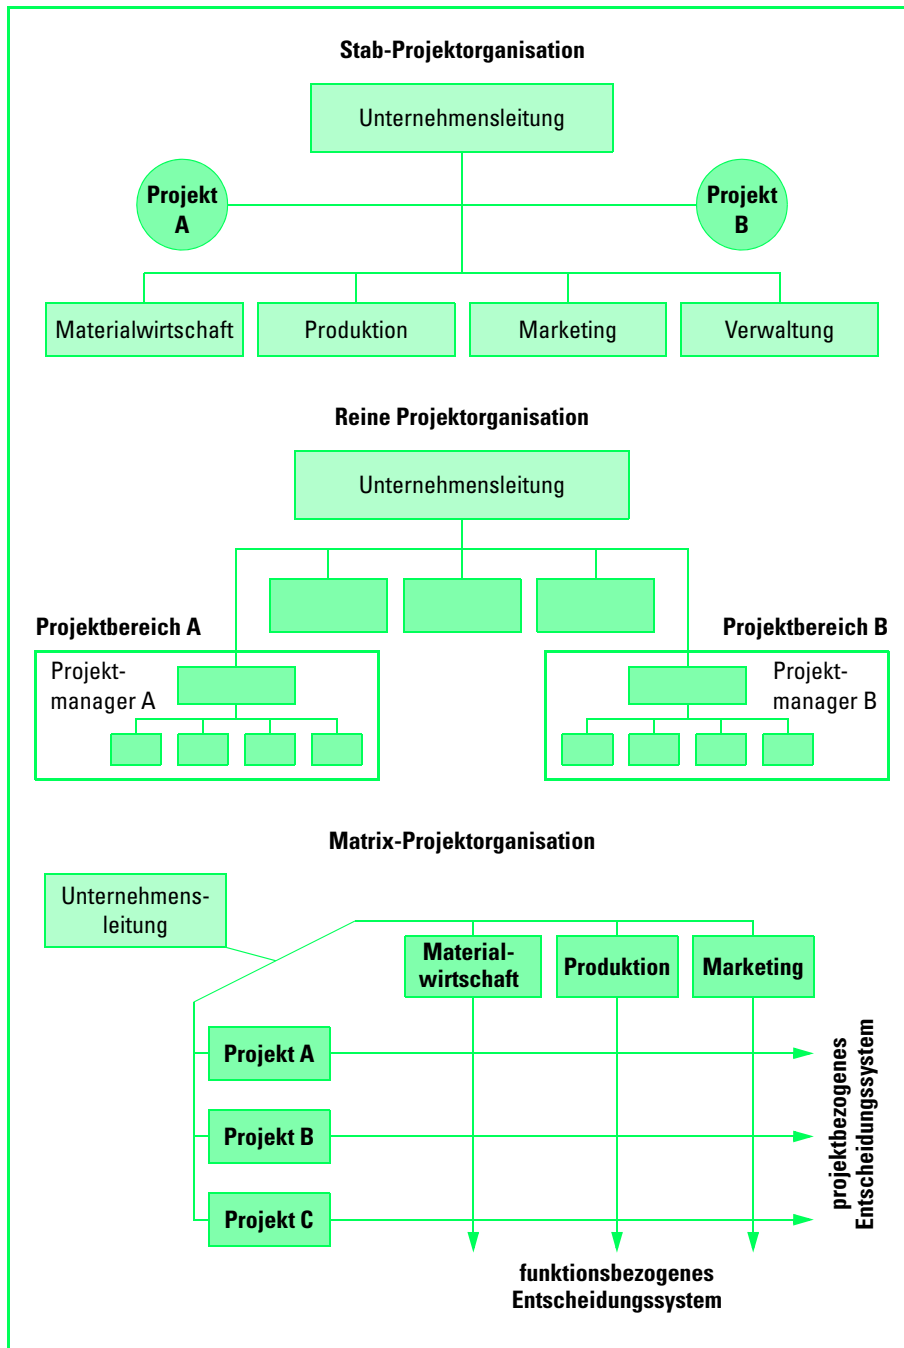 Stab-Projektorganisation
Unternehmensleitung
Projekt
A
Projekt
B
Materialwirtschaft
Produktion
Marketing
Verwaltung
Reine Projektorganisation
Unternehmensleitung
Projektbereich A
Projektbereich B
Projekt-
manager A
Projekt-
manager B
Matrix-Projektorganisation
Unternehmens-
leitung
Material-
wirtschaft
Produktion
Marketing
Projekt A
Projekt B
Projekt C
projektbezogenes
Entscheidungssystem
funktionsbezogenes
Entscheidungssystem